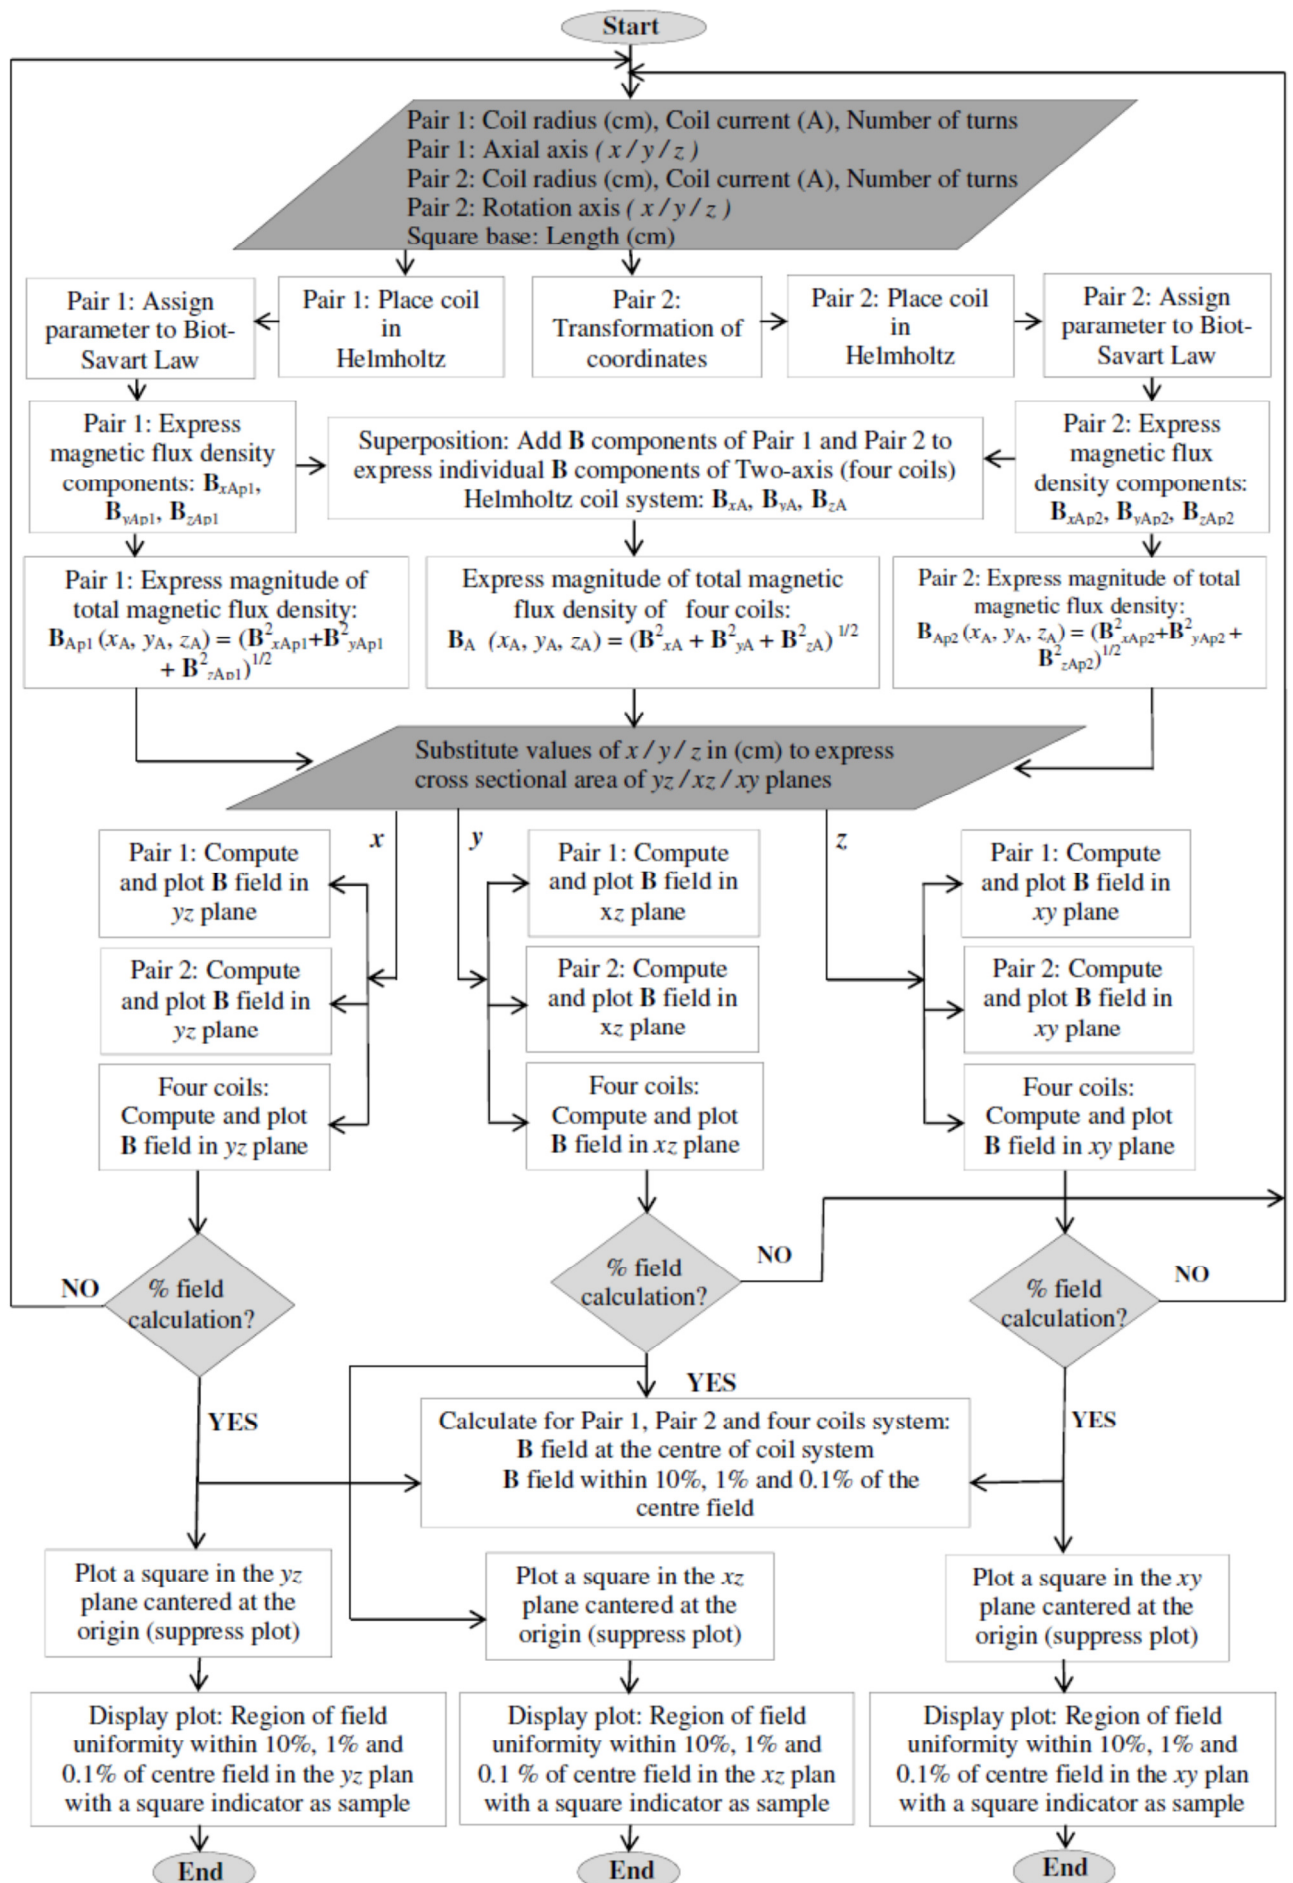 Start
Pair 1: Coil radius (cm), Coil current (A), Number of turns
Pair 1: Axial axis ( x / y / z )
Pair 2: Coil radius (cm), Coil current (A), Number of turns
Pair 2: Rotation axis ( x / y / z )
Square base: Length (cm)
Pair 1: Assign
parameter to Biot-
Savart Law
Pair 1: Place coil
in
Helmholtz
Pair 2:
Transformation of
coordinates
Pair 2: Place coil
in
Helmholtz
Pair 2: Assign
parameter to Biot-
Savart Law
Pair 1: Express
magnetic flux density
components: BxAp1,
ByAp1, BzAp1
Superposition: Add B components of Pair 1 and Pair 2 to
express individual B components of Two-axis (four coils)
Helmholtz coil system: BxA, ByA, BzA
Pair 2: Express
magnetic flux
density components:
BxAp2, ByAp2, BzAp2
Pair 1: Express magnitude of
total magnetic flux density:
BAp1 (xA, yA, zA) = (B²xAp1+B²yAp1
+ B²zAp1)^1/2
Express magnitude of total magnetic
flux density of four coils:
BA (xA, yA, zA) = (B²xA + B²yA + B²zA) ^1/2
Pair 2: Express magnitude of total
magnetic flux density:
BAp2 (xA, yA, zA) = (B²xAp2+B²yAp2 +
B²zAp2)^1/2
Substitute values of x / y / z in (cm) to express
cross sectional area of yz / xz / xy planes
x
y
z
Pair 1: Compute
and plot B field in
yz plane
Pair 1: Compute
and plot B field in
xz plane
Pair 1: Compute
and plot B field in
xy plane
Pair 2: Compute
and plot B field in
yz plane
Pair 2: Compute
and plot B field in
xz plane
Pair 2: Compute
and plot B field in
xy plane
Four coils:
Compute and plot
B field in yz plane
Four coils:
Compute and plot
B field in xz plane
Four coils:
Compute and plot
B field in xy plane
NO
% field
calculation?
% field
calculation?
NO
% field
calculation?
NO
YES
YES
YES
Calculate for Pair 1, Pair 2 and four coils system:
B field at the centre of coil system
B field within 10%, 1% and 0.1% of the
centre field
Plot a square in the yz
plane cantered at the
origin (suppress plot)
Plot a square in the xz
plane cantered at the
origin (suppress plot)
Plot a square in the xy
plane cantered at the
origin (suppress plot)
Display plot: Region of field
uniformity within 10%, 1% and
0.1% of centre field in the yz plan
with a square indicator as sample
Display plot: Region of field
uniformity within 10%, 1% and
0.1 % of centre field in the xz plan
with a square indicator as sample
Display plot: Region of field
uniformity within 10%, 1% and
0.1% of centre field in the xy plan
with a square indicator as sample
End
End
End